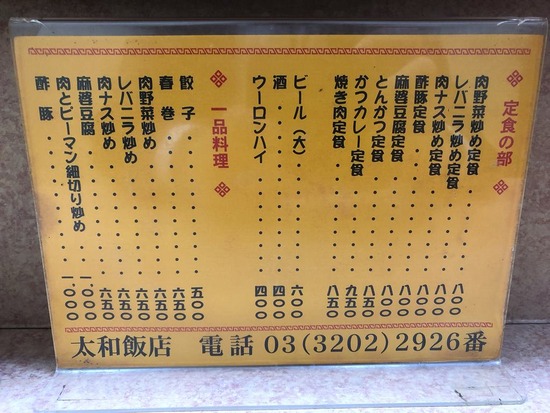 定食の部
肉野菜炒め定食・・・・・八〇〇
レバニラ炒め定食・・・・八〇〇
肉ナス炒め定食・・・・・八〇〇
酢豚定食・・・・・・・・八〇〇
麻婆豆腐定食・・・・・・八〇〇
とんかつ定食・・・・・・八五〇
かつカレー定食・・・・・九五〇
焼き肉定食・・・・・・・八五〇
ビール（大）・・・・・・六〇〇
酒・・・・・・・・・・・四〇〇
ウーロンハイ・・・・・・四〇〇
一品料理
餃子・・・・・・・・・・五〇〇
春巻・・・・・・・・・・六五〇
肉野菜炒め・・・・・・・六五〇
レバニラ炒め・・・・・・六五〇
肉ナス炒め・・・・・・・六五〇
麻婆豆腐・・・・・・・・六五〇
肉とピーマン細切り炒め・・一、〇〇〇
酢豚・・・・・・・・・・一、〇〇〇
太和飯店 電話 03(3202)2926番